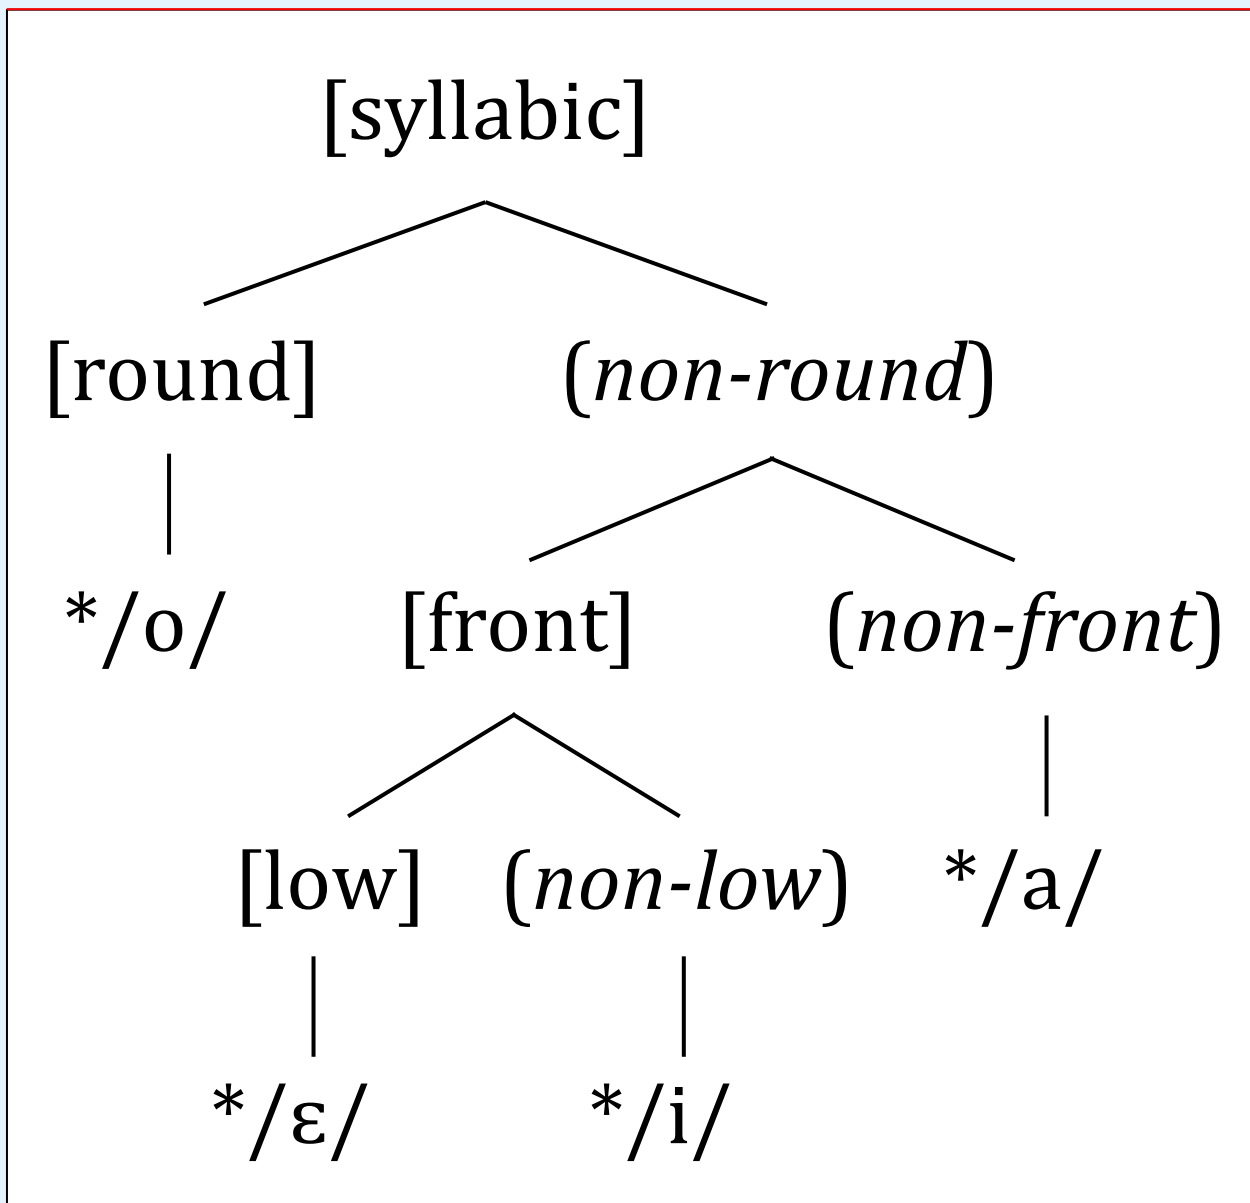 [syllabic]
[round] (non-round)
*/o/ [front] (non-front)
[low] (non-low) */a/
*/ɛ/ */i/